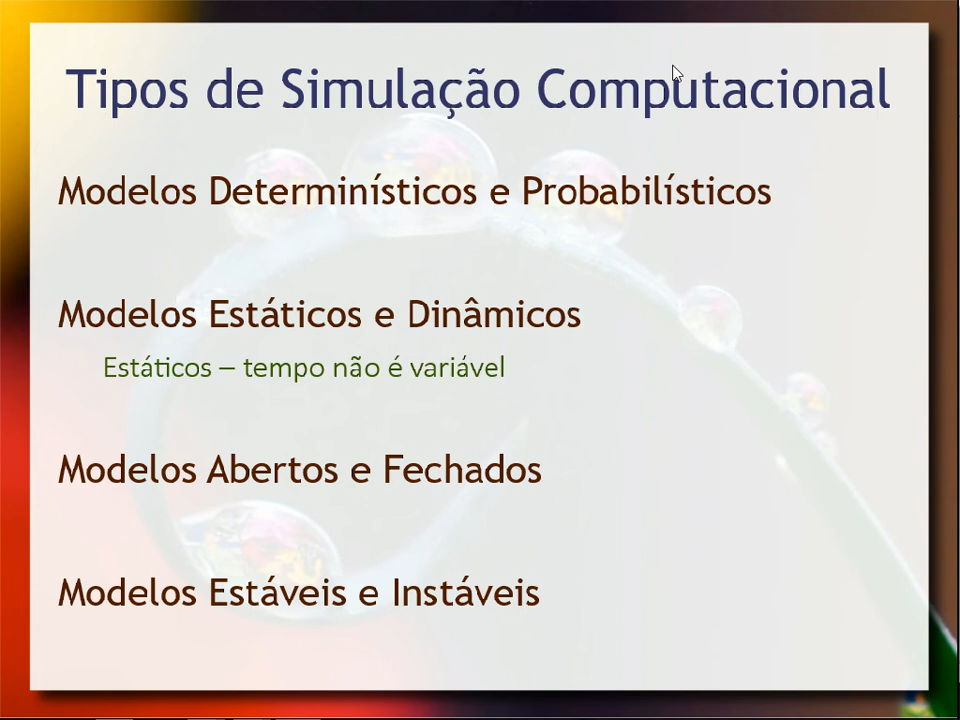 Tipos de Simulação Computacional
Modelos Determinísticos e Probabilísticos
Modelos Estáticos e Dinâmicos
Estáticos – tempo não é variável
Modelos Abertos e Fechados
Modelos Estáveis e Instáveis